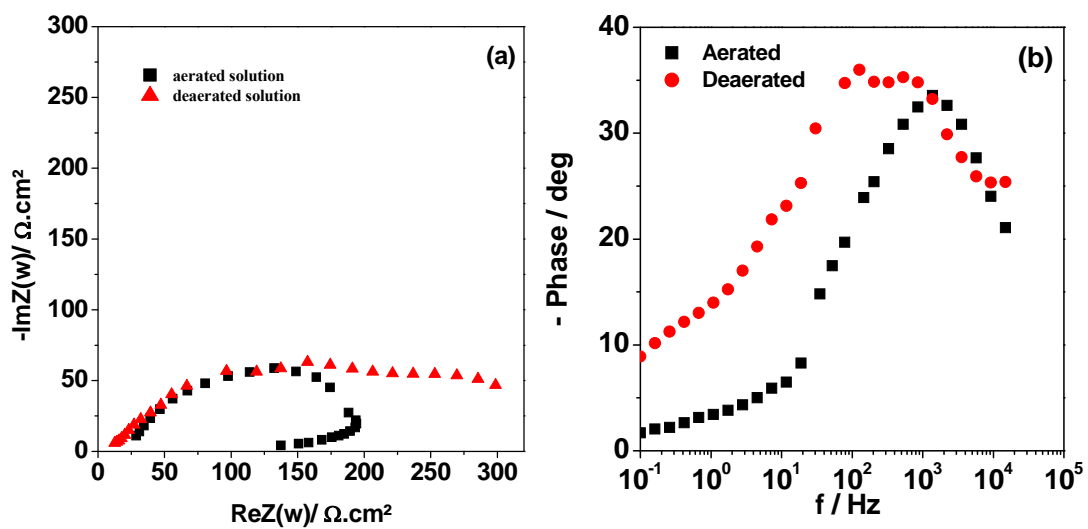 (a)
aerated solution
deaerated solution
-ImZ(w)/ Ω.cm²
300
250
200
150
100
50
0
0 50 100 150 200 250 300
ReZ(w)/ Ω.cm²
(b)
Aerated
Deaerated
- Phase / deg
40
30
20
10
0
10⁻¹ 10⁰ 10¹ 10² 10³ 10⁴ 10⁵
f / Hz